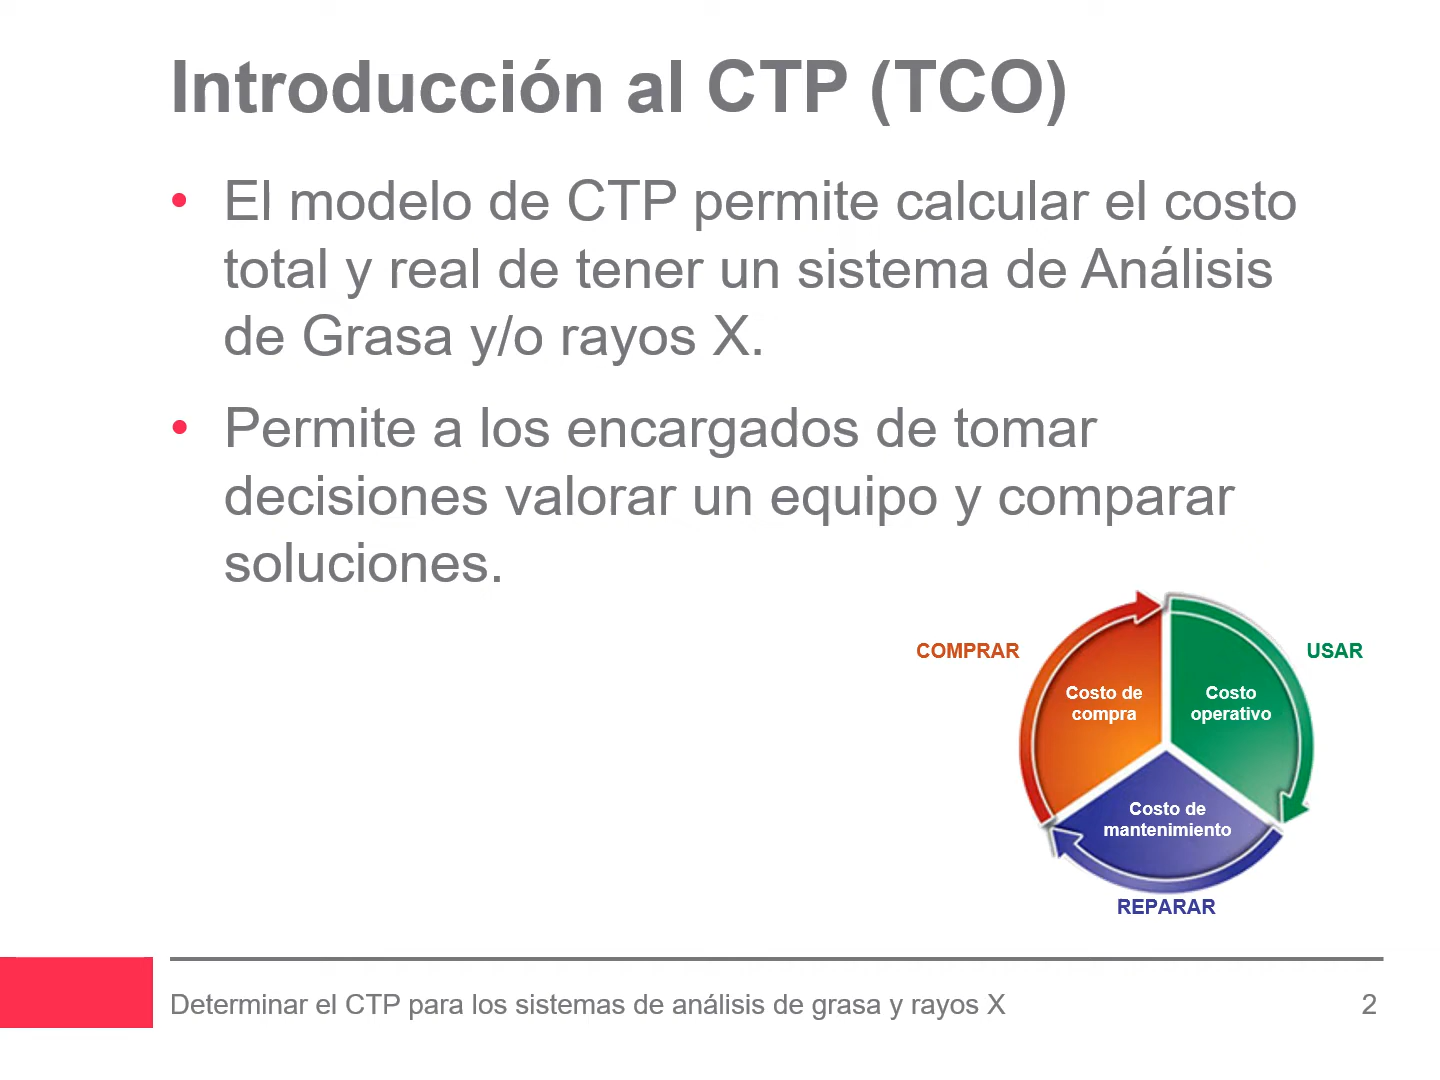 Introducción al CTP (TCO)
• El modelo de CTP permite calcular el costo
total y real de tener un sistema de Análisis
de Grasa y/o rayos X.
• Permite a los encargados de tomar
decisiones valorar un equipo y comparar
soluciones.
COMPRAR
USAR
Costo de
compra
Costo
operativo
Costo de
mantenimiento
REPARAR
Determinar el CTP para los sistemas de análisis de grasa y rayos X
2